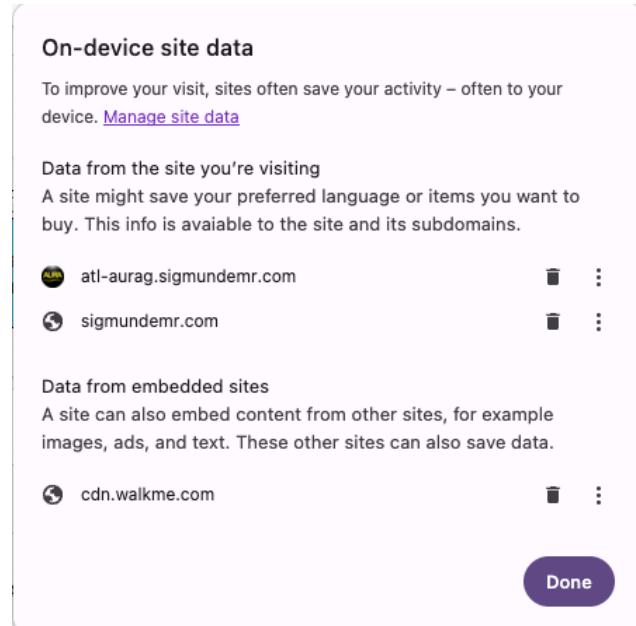 On-device site data
To improve your visit, sites often save your activity – often to your
device. Manage site data
Data from the site you're visiting
A site might save your preferred language or items you want to
buy. This info is avaiable to the site and its subdomains.
AURA
atl-aurag.sigmundemr.com
sigmundemr.com
Data from embedded sites
A site can also embed content from other sites, for example
images, ads, and text. These other sites can also save data.
cdn.walkme.com
Done